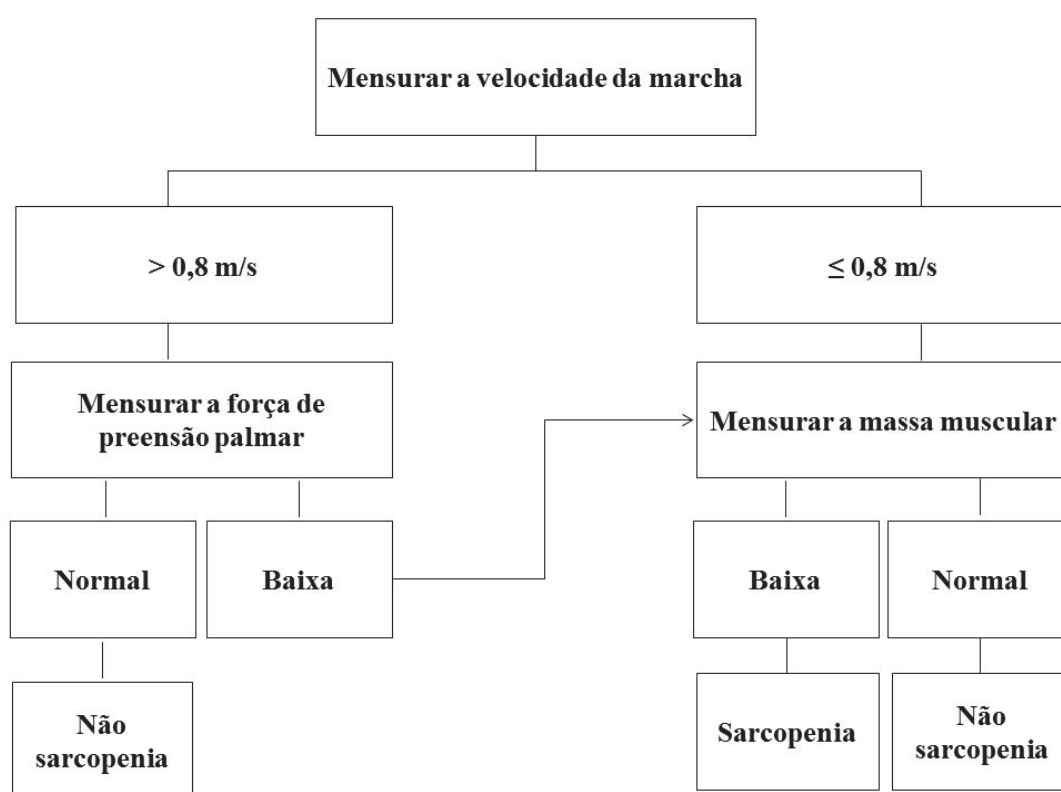 Mensurar a velocidade da marcha
> 0,8 m/s
≤ 0,8 m/s
Mensurar a força de
preensão palmar
Mensurar a massa muscular
Normal
Baixa
Baixa
Normal
Não
sarcopenia
Sarcopenia
Não
sarcopenia